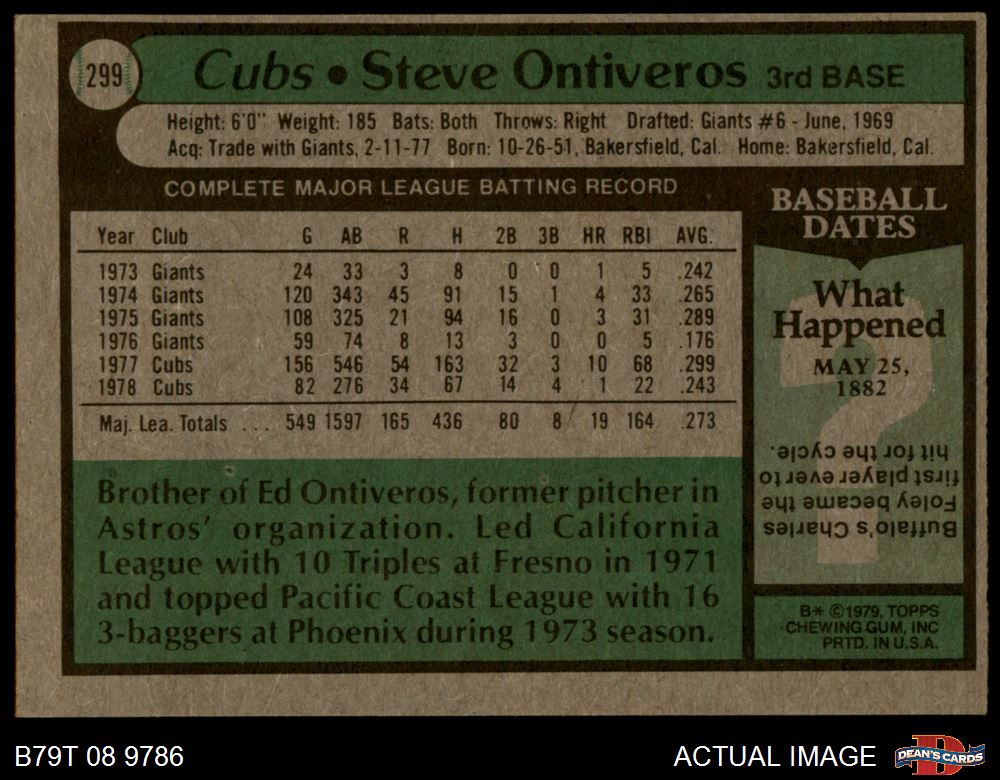 299
Cubs • Steve Ontiveros 3rd BASE
Height: 6'0" Weight: 185 Bats: Both Throws: Right Drafted: Giants #6 - June, 1969
Acq: Trade with Giants, 2-11-77 Born: 10-26-51, Bakersfield, Cal. Home: Bakersfield, Cal.
COMPLETE MAJOR LEAGUE BATTING RECORD
Year Club G AB R H 2B 3B HR RBI AVG.
1973 Giants 24 33 3 8 0 0 1 5 .242
1974 Giants 120 343 45 91 15 1 4 33 .265
1975 Giants 108 325 21 94 16 0 3 31 .289
1976 Giants 59 74 8 13 3 0 0 5 .176
1977 Cubs 156 546 54 163 32 3 10 68 .299
1978 Cubs 82 276 34 67 14 4 1 22 .243
Maj. Lea. Totals ... 549 1597 165 436 80 8 19 164 .273
Brother of Ed Ontiveros, former pitcher in
Astros' organization. Led California
League with 10 Triples at Fresno in 1971
and topped Pacific Coast League with 16
3-baggers at Phoenix during 1973 season.
BASEBALL
DATES
What
Happened
MAY 25,
1882
?
Buffalo's Charles
Foley became the
first player ever to
hit for the cycle.
B* ©1979, TOPPS
CHEWING GUM, INC
PRTD. IN U.S.A.
B79T 08 9786
ACTUAL IMAGE
D
DEAN'S CARDS